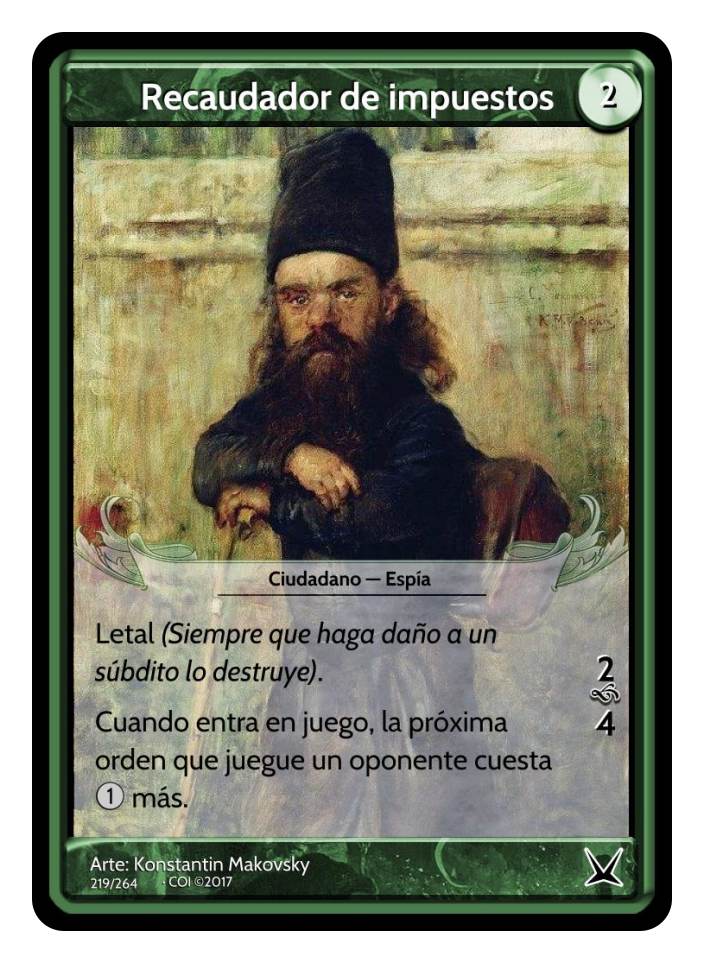 Recaudador de impuestos
2
Ciudadano — Espía
Letal (Siempre que haga daño a un
súbdito lo destruye).
2
4
Cuando entra en juego, la próxima
orden que juegue un oponente cuesta
1 más.
Arte: Konstantin Makovsky
219/264 · COI ©2017